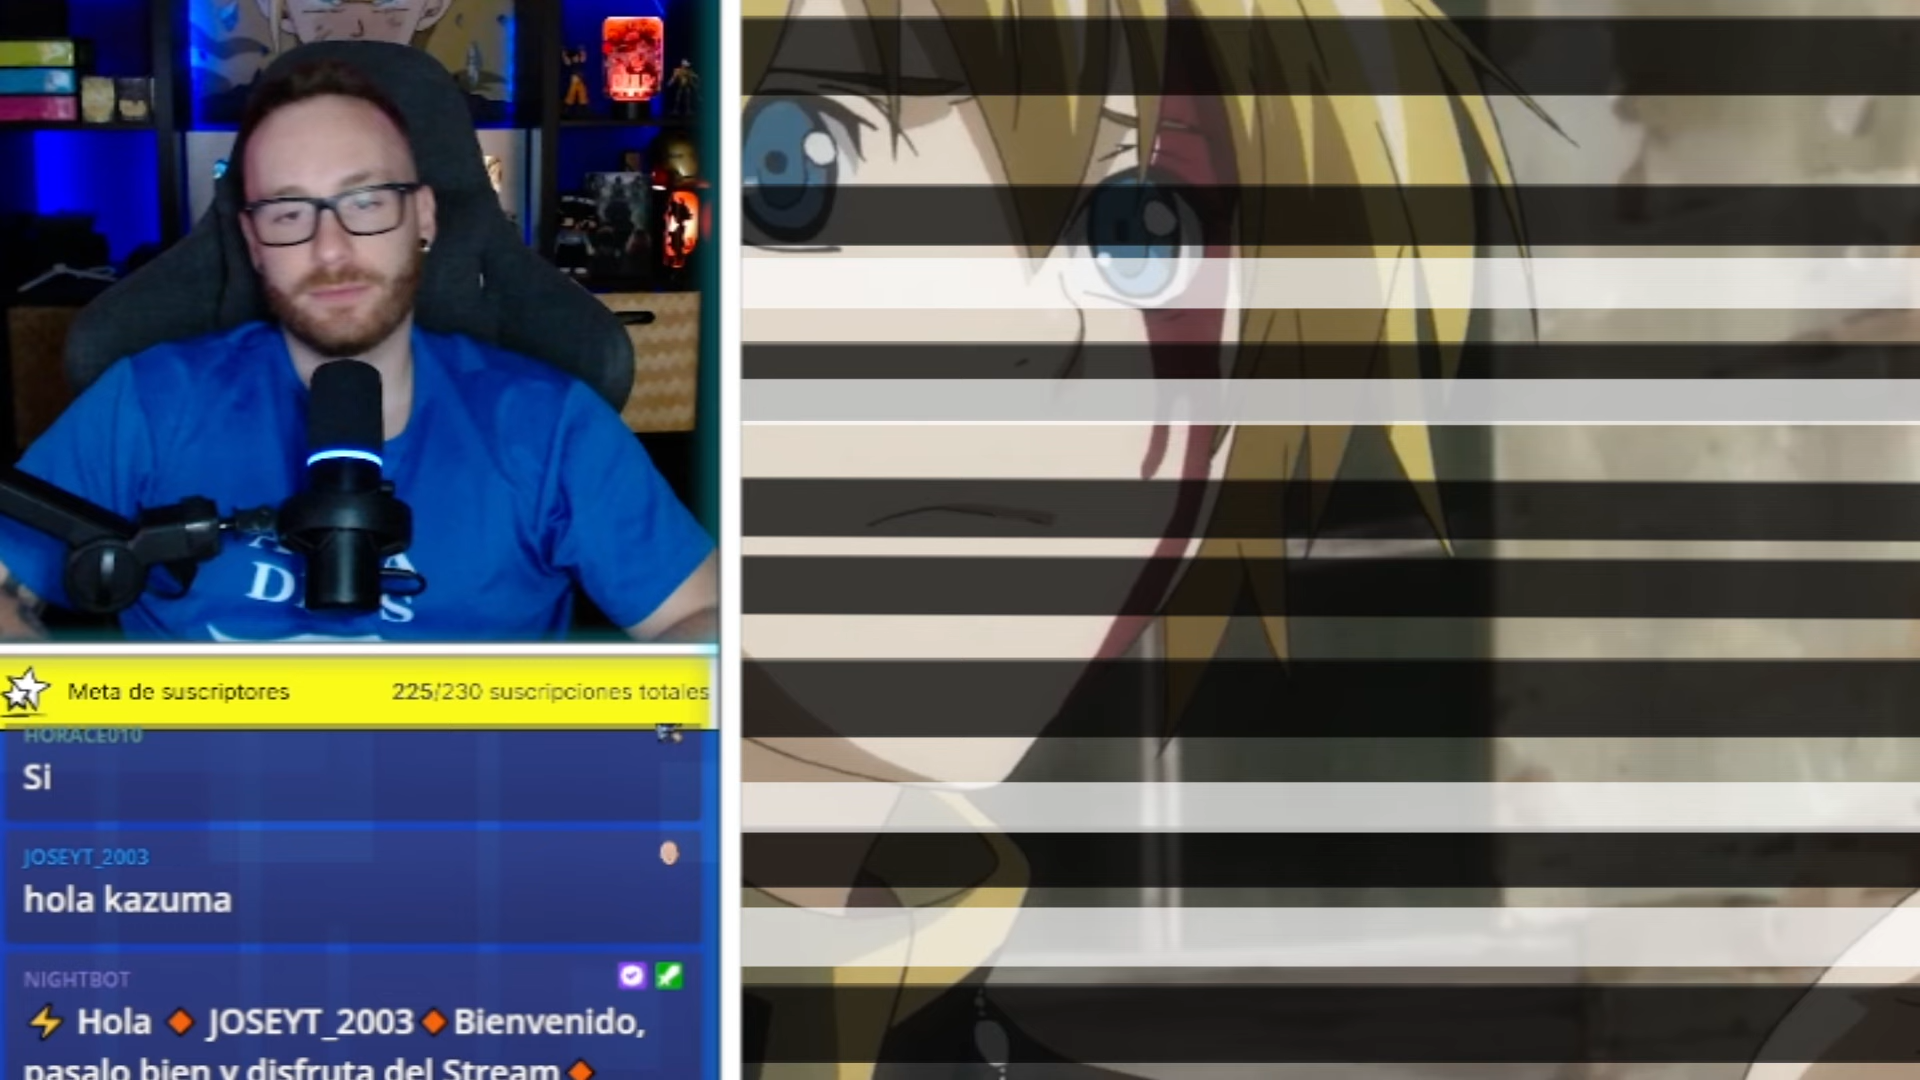 Meta de suscriptores 225/230 suscripciones totales
HORACE010
Si
JOSEYT_2003
hola kazuma
NIGHTBOT
⚡ Hola 🔸 JOSEYT_2003 🔸 Bienvenido,
pasalo bien y disfruta del Stream 🔸